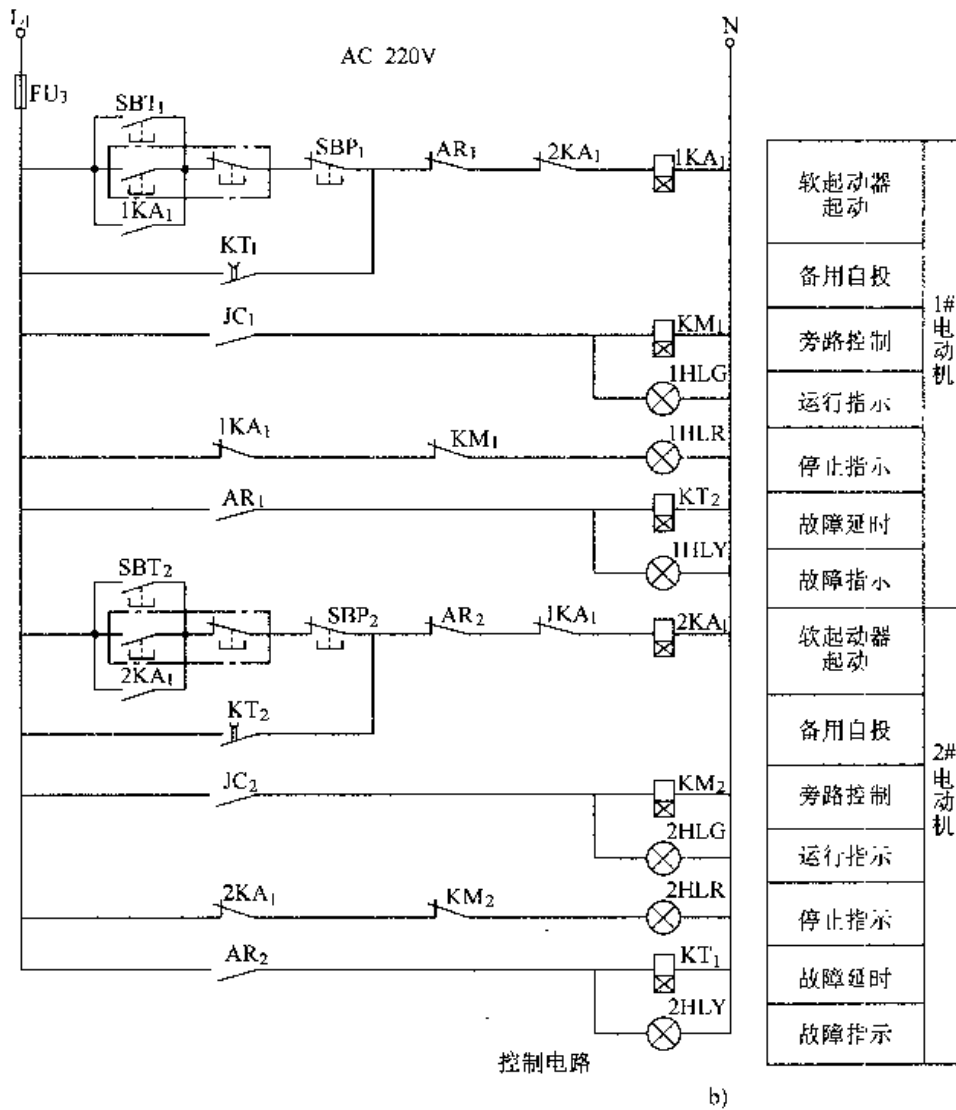 L1
N
AC 220V
FU3
SBT1
SBP1
AR1
2KA1
1KA1
1KA1
KT1
JC1
KM1
1HLG
1KA1
KM1
1HLR
AR1
KT2
1HLY
SBT2
SBP2
AR2
1KA1
2KA1
2KA1
KT2
JC2
KM2
2HLG
2KA1
KM2
2HLR
AR2
KT1
2HLY
控制电路
b)
软起动器
起动
备用自投
旁路控制
运行指示
停止指示
故障延时
故障指示
1#
电
动
机
软起动器
起动
备用自投
旁路控制
运行指示
停止指示
故障延时
故障指示
2#
电
动
机